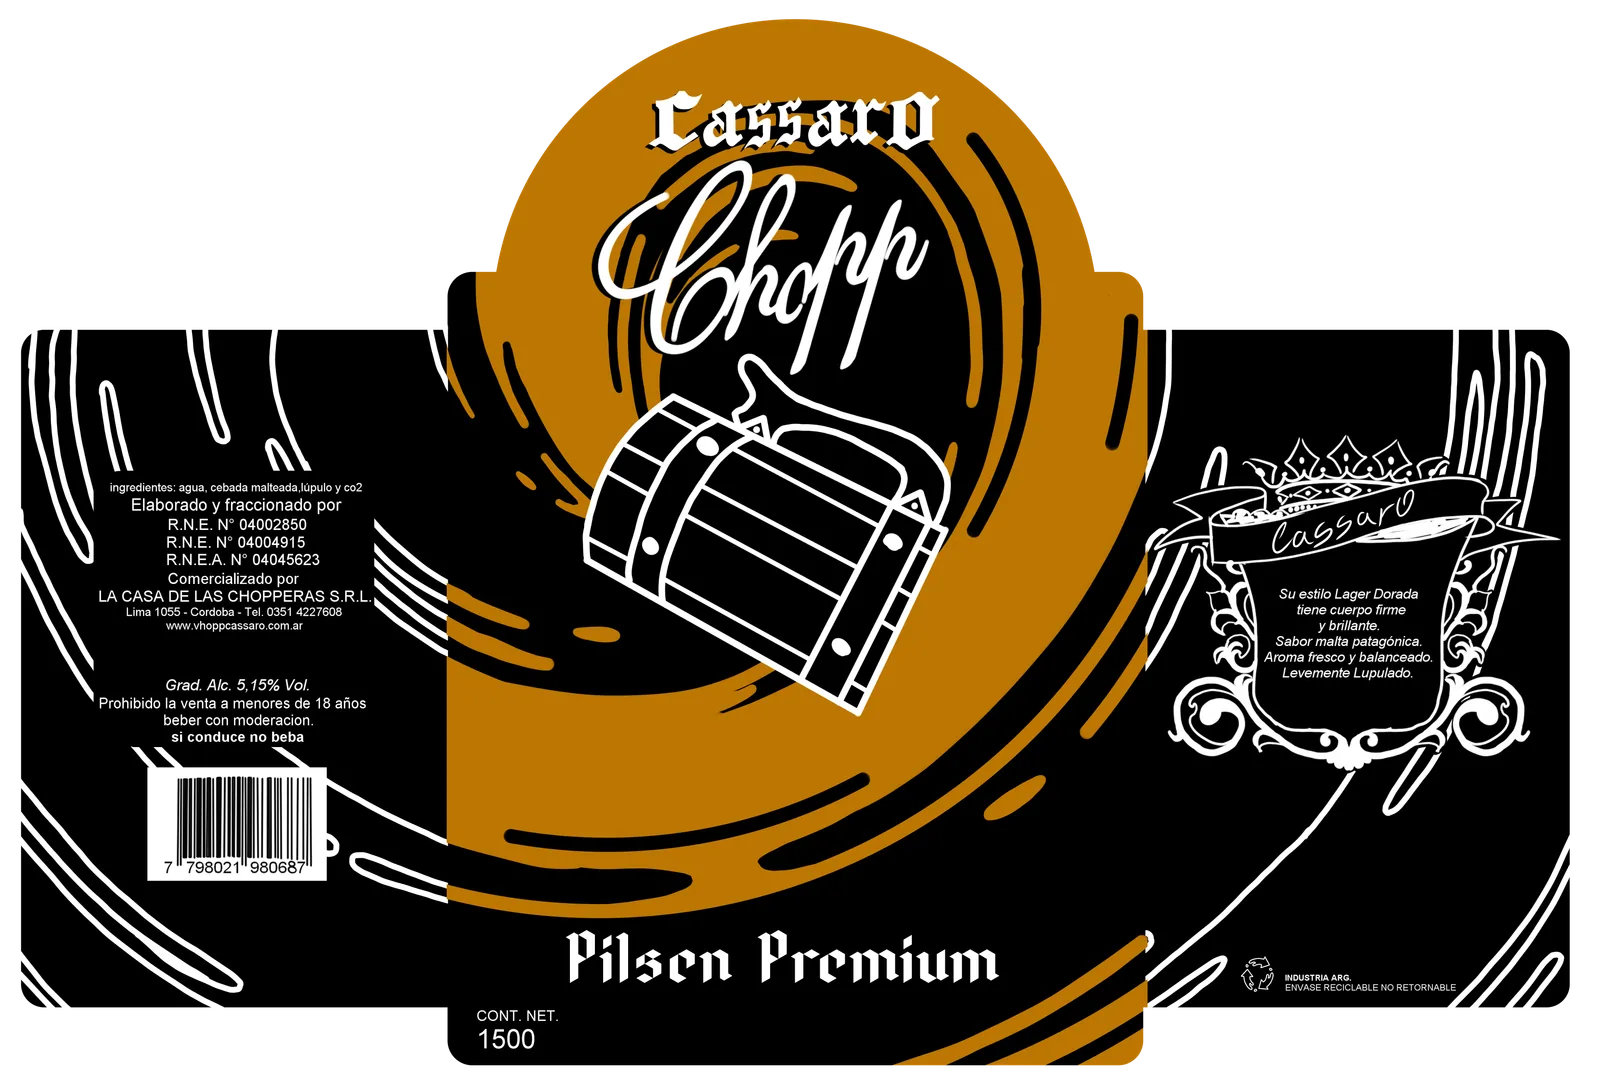 Cassaro
Chopp
Pilsen Premium
CONT. NET.
1500
ingredientes: agua, cebada malteada,lúpulo y co2
Elaborado y fraccionado por
R.N.E. N° 04002850
R.N.E. N° 04004915
R.N.E.A. N° 04045623
Comercializado por
LA CASA DE LAS CHOPPERAS S.R.L.
Lima 1055 - Cordoba - Tel. 0351 4227608
www.vhoppcassaro.com.ar
Grad. Alc. 5,15% Vol.
Prohibido la venta a menores de 18 años
beber con moderacion.
si conduce no beba
7 798021 980687
Cassaro
Su estilo Lager Dorada
tiene cuerpo firme
y brillante.
Sabor malta patagónica.
Aroma fresco y balanceado.
Levemente Lupulado.
INDUSTRIA ARG.
ENVASE RECICLABLE NO RETORNABLE